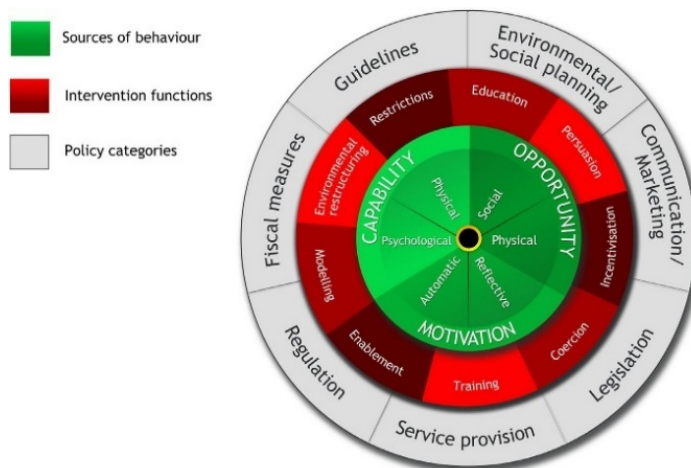 Sources of behaviour
Intervention functions
Policy categories
Guidelines
Environmental/
Social planning
Communication/
Marketing
Legislation
Service provision
Regulation
Fiscal measures
Restrictions
Education
Persuasion
Incentivisation
Coercion
Training
Enablement
Modelling
Environmental
restructuring
CAPABILITY
OPPORTUNITY
MOTIVATION
Physical
Social
Psychological
Physical
Automatic
Reflective